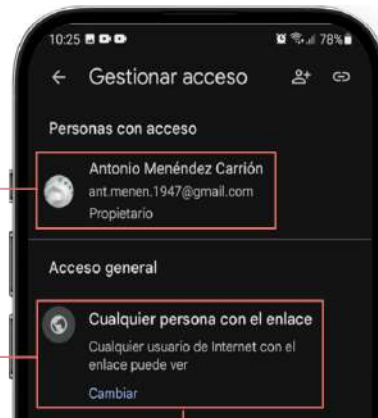 10:25
78%
Gestionar acceso
Personas con acceso
Antonio Menéndez Carrión
ant.menen.1947@gmail.com
Propietario
Acceso general
Cualquier persona con el enlace
Cualquier usuario de Internet con el
enlace puede ver
Cambiar